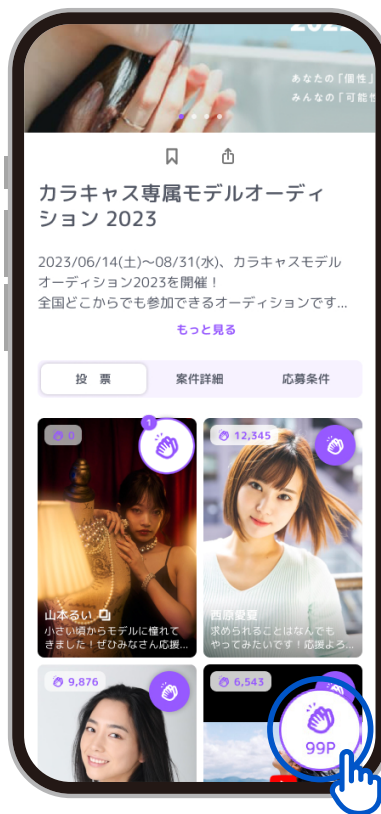 あなたの「個性」
みんなの「可能性
カラキャス専属モデルオーディ
ション 2023
2023/06/14(土)～08/31(水)、カラキャスモデル
オーディション2023を開催！
全国どこからでも参加できるオーディションです...
もっと見る
投 票
案件詳細
応募条件
0
1
12,345
山本るい
小さい頃からモデルに憧れて
きました！ぜひみなさん応援...
西原愛夏
求められることはなんでも
やってみたいです！応援よろ...
9,876
6,543
99P